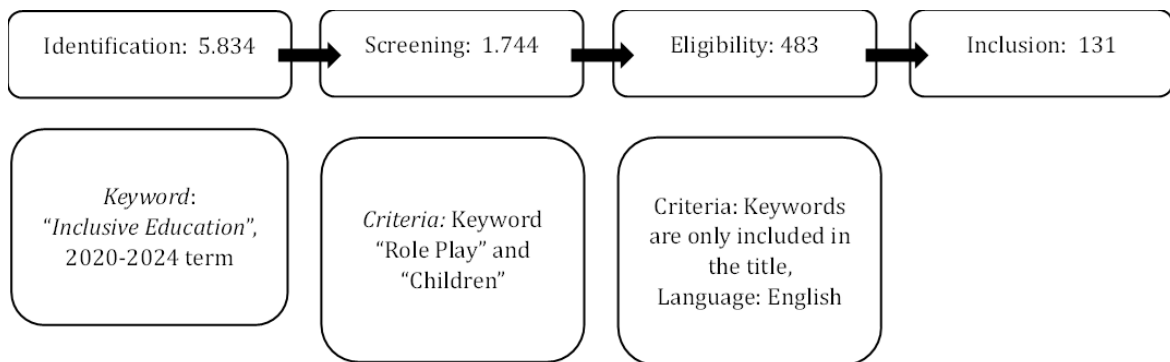 Identification: 5.834
Screening: 1.744
Eligibility: 483
Inclusion: 131
Keyword:
“Inclusive Education”,
2020-2024 term
Criteria: Keyword
“Role Play” and
“Children”
Criteria: Keywords
are only included in
the title,
Language: English